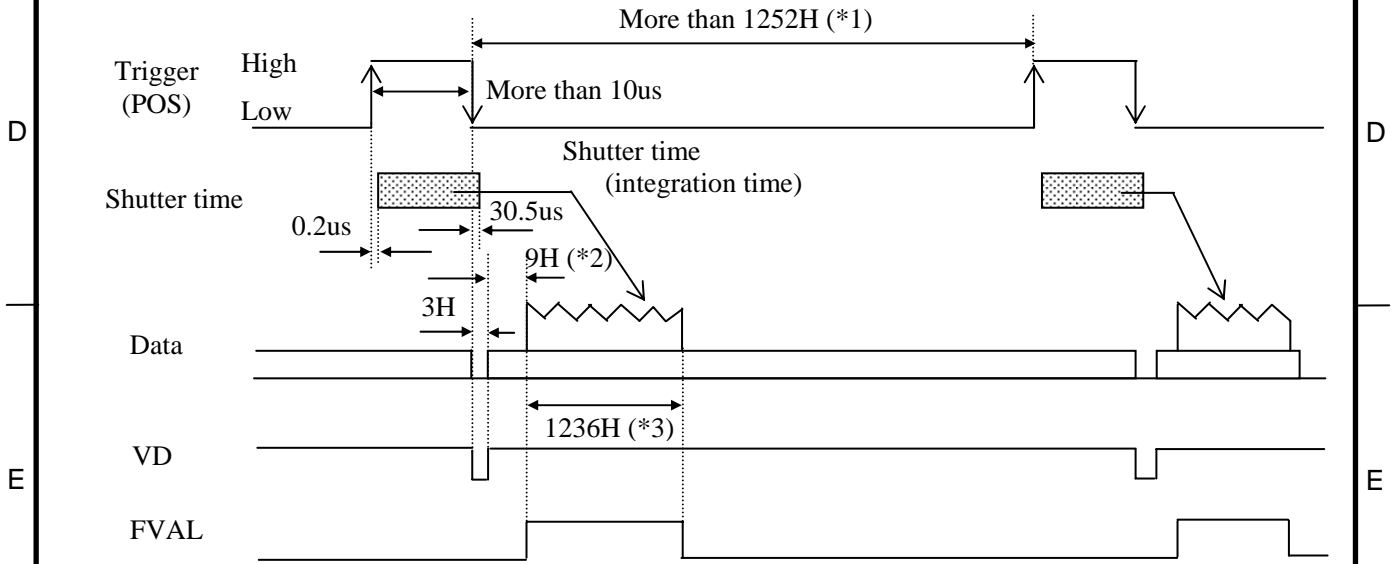 More than 1252H (*1)
Trigger
(POS)
High
Low
More than 10us
D
D
Shutter time
(integration time)
Shutter time
0.2us
30.5us
9H (*2)
3H
Data
1236H (*3)
VD
E
E
FVAL